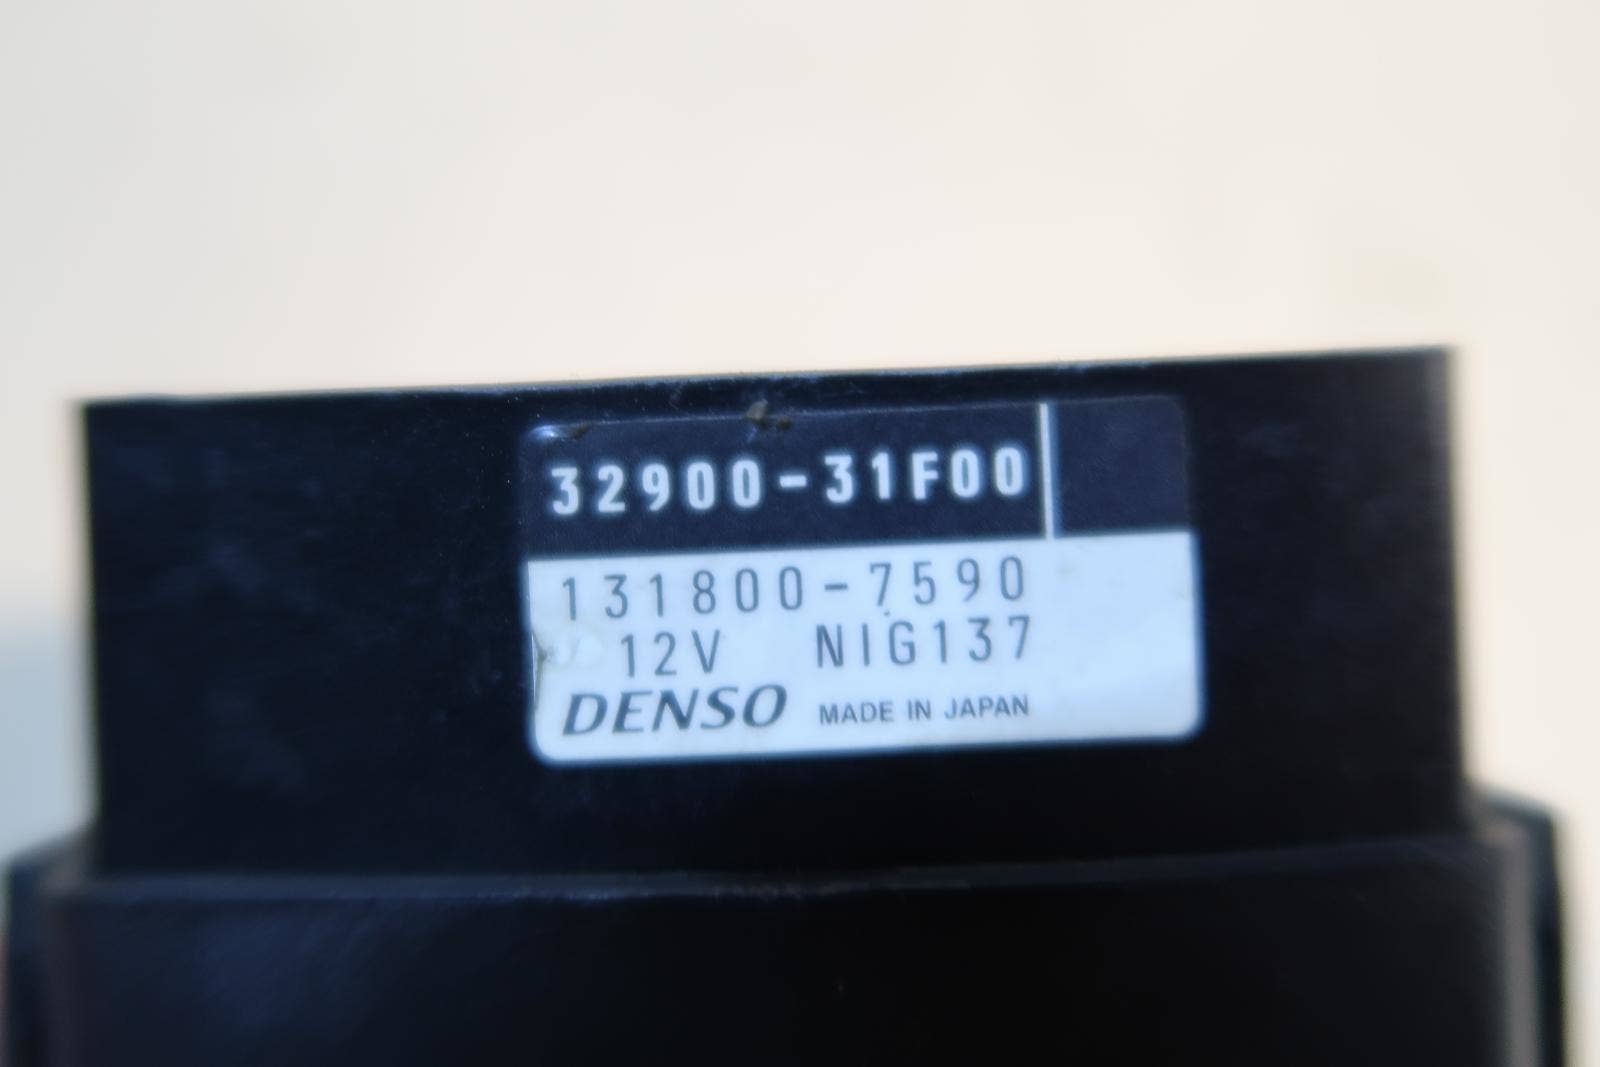 32900-31F00
131800-7590
12V NIG137
DENSO MADE IN JAPAN